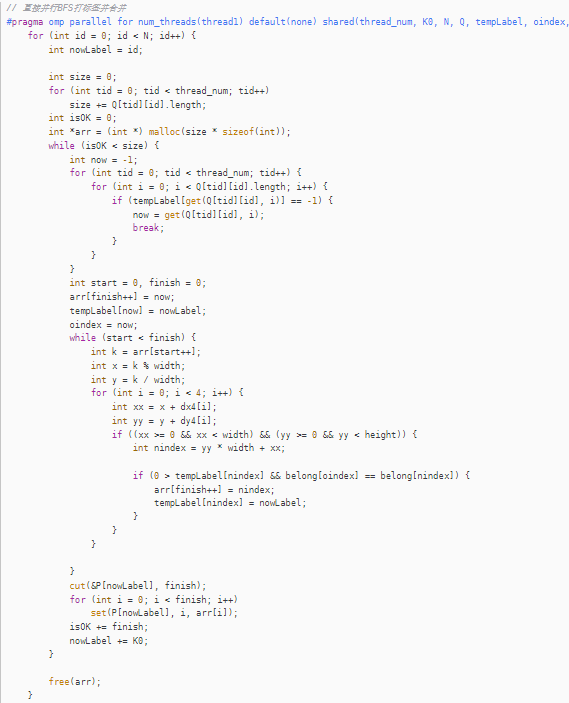 // 直接并行BFS打标签并合并
#pragma omp parallel for num_threads(thread1) default(none) shared(thread_num, K0, N, Q, tempLabel, oindex,
for (int id = 0; id < N; id++) {
int nowLabel = id;
int size = 0;
for (int tid = 0; tid < thread_num; tid++)
size += Q[tid][id].length;
int isOK = 0;
int *arr = (int *) malloc(size * sizeof(int));
while (isOK < size) {
int now = -1;
for (int tid = 0; tid < thread_num; tid++) {
for (int i = 0; i < Q[tid][id].length; i++) {
if (tempLabel[get(Q[tid][id], i)] == -1) {
now = get(Q[tid][id], i);
break;
}
}
}
int start = 0, finish = 0;
arr[finish++] = now;
tempLabel[now] = nowLabel;
oindex = now;
while (start < finish) {
int k = arr[start++];
int x = k % width;
int y = k / width;
for (int i = 0; i < 4; i++) {
int xx = x + dx4[i];
int yy = y + dy4[i];
if ((xx >= 0 && xx < width) && (yy >= 0 && yy < height)) {
int nindex = yy * width + xx;
if (0 > tempLabel[nindex] && belong[oindex] == belong[nindex]) {
arr[finish++] = nindex;
tempLabel[nindex] = nowLabel;
}
}
}
}
cut(&P[nowLabel], finish);
for (int i = 0; i < finish; i++)
set(P[nowLabel], i, arr[i]);
isOK += finish;
nowLabel += K0;
}
free(arr);
}